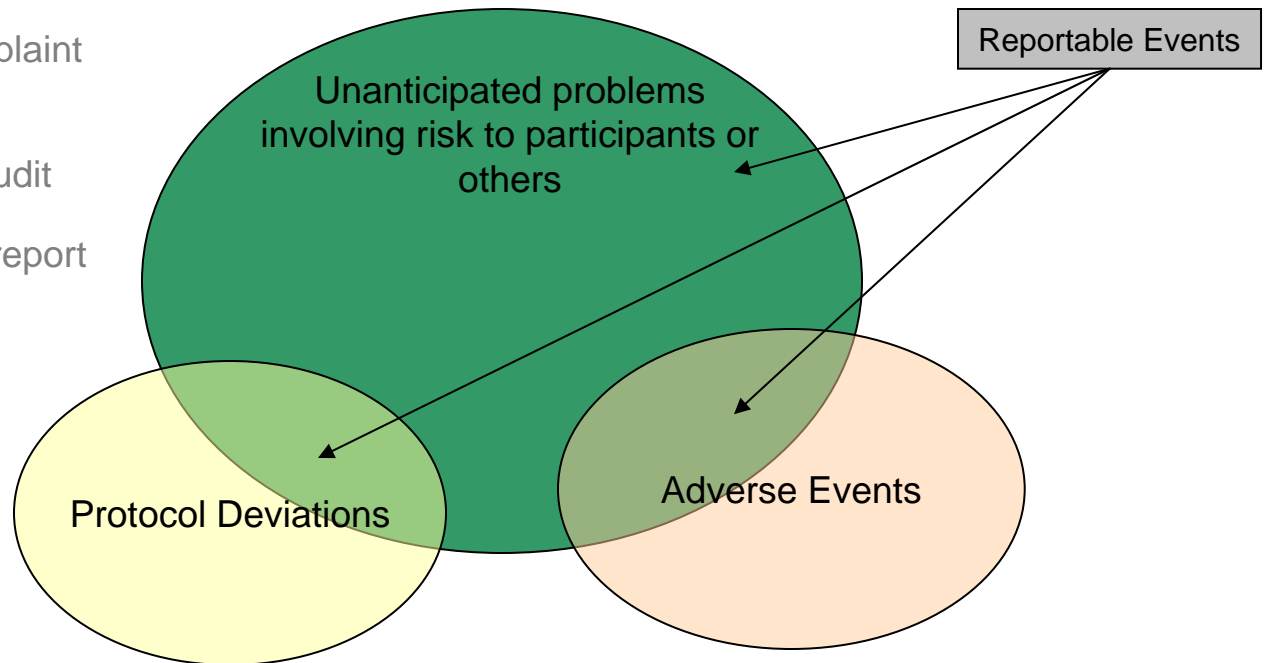 plaint
udit
report
Reportable Events
Unanticipated problems
involving risk to participants or
others
Protocol Deviations
Adverse Events